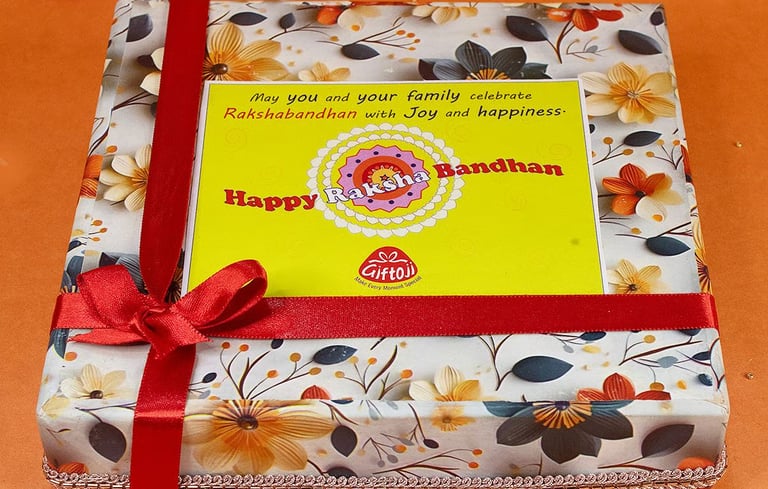 May you and your family celebrate
Rakshabandhan with Joy and happiness.
Happy Raksha Bandhan
Giftoji
Make Every Moment Special